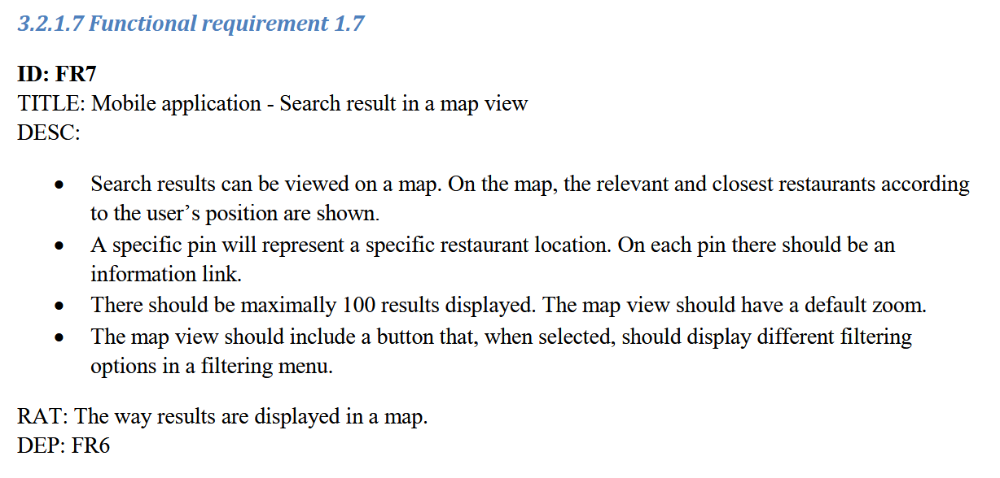 3.2.1.7 Functional requirement 1.7
ID: FR7
TITLE: Mobile application - Search result in a map view
DESC:
• Search results can be viewed on a map. On the map, the relevant and closest restaurants according
to the user’s position are shown.
• A specific pin will represent a specific restaurant location. On each pin there should be an
information link.
• There should be maximally 100 results displayed. The map view should have a default zoom.
• The map view should include a button that, when selected, should display different filtering
options in a filtering menu.
RAT: The way results are displayed in a map.
DEP: FR6